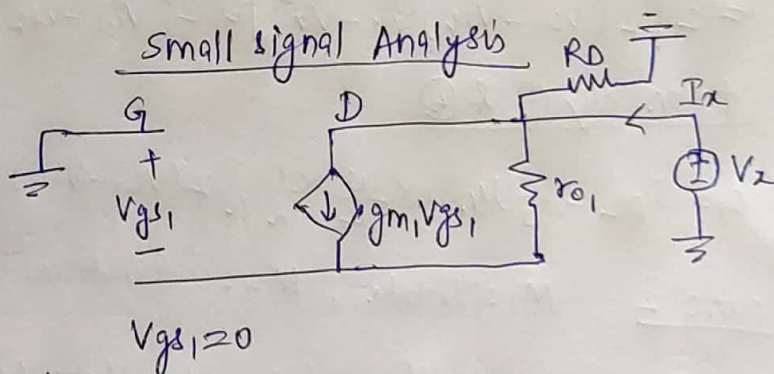 Small signal Analysis
RD
G
D
Ix
+
Vgs1
−
gm1Vgs1
ro1
+
−
Vx
Vgs1=0